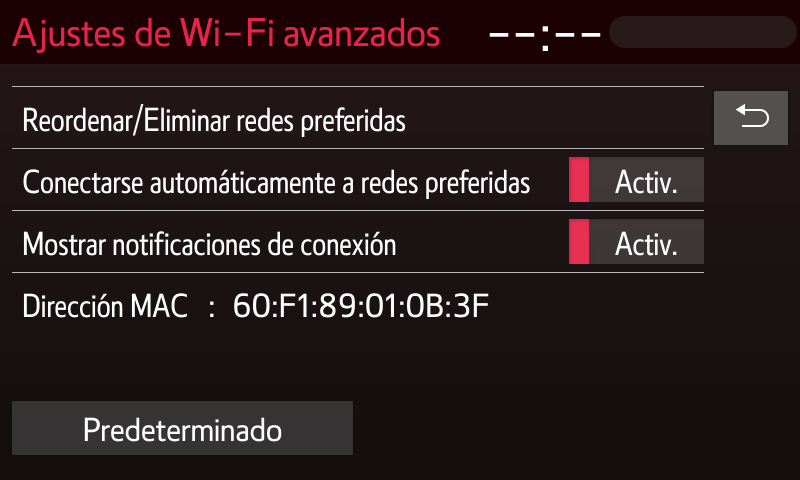 Ajustes de Wi-Fi avanzados --:--
Reordenar/Eliminar redes preferidas
Conectarse automáticamente a redes preferidas Activ.
Mostrar notificaciones de conexión Activ.
Dirección MAC : 60:F1:89:01:0B:3F
Predeterminado